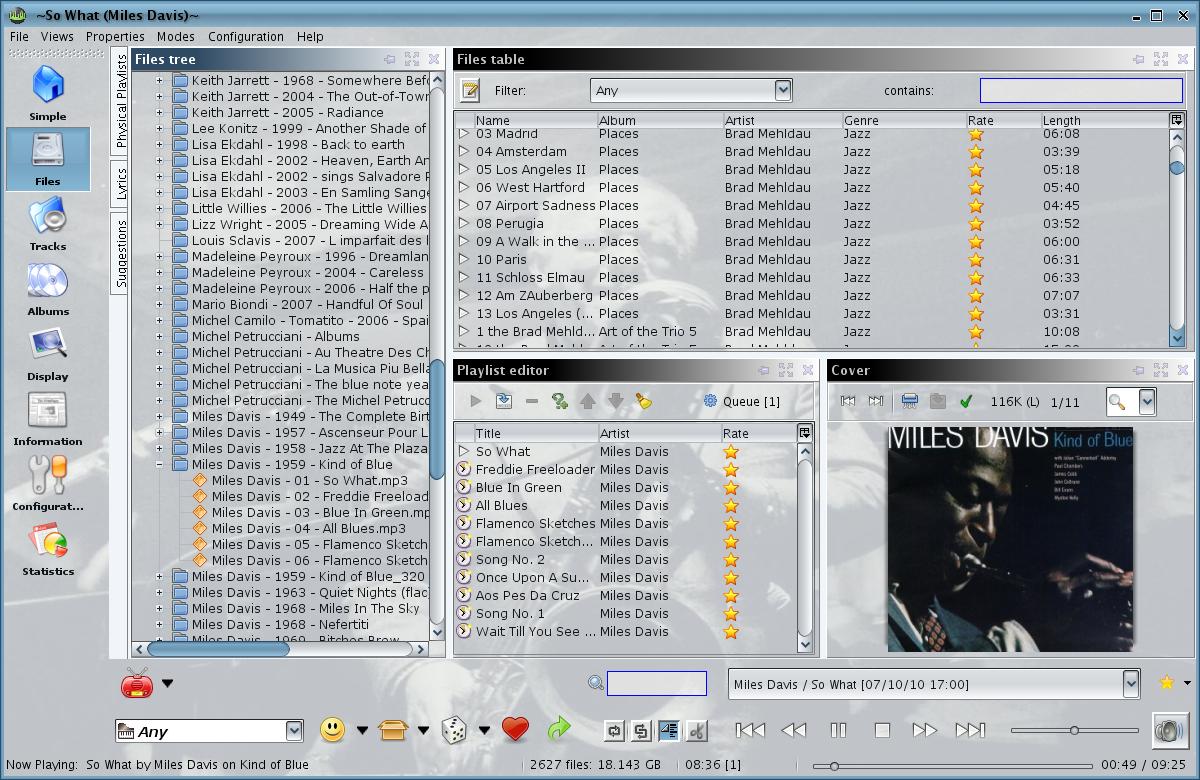 ~So What (Miles Davis)~
File Views Properties Modes Configuration Help
Simple
Files
Tracks
Albums
Display
Information
Configurat...
Statistics
Physical Playlists
Lyrics
Suggestions
Files tree
Keith Jarrett - 1968 - Somewhere Befo
Keith Jarrett - 2004 - The Out-of-Town
Keith Jarrett - 2005 - Radiance
Lee Konitz - 1999 - Another Shade of
Lisa Ekdahl - 1998 - Back to earth
Lisa Ekdahl - 2002 - Heaven, Earth An
Lisa Ekdahl - 2002 - sings Salvadore P
Lisa Ekdahl - 2003 - En Samling Sange
Little Willies - 2006 - The Little Willies
Lizz Wright - 2005 - Dreaming Wide A
Louis Sclavis - 2007 - L imparfait des l
Madeleine Peyroux - 1996 - Dreamlan
Madeleine Peyroux - 2004 - Careless
Madeleine Peyroux - 2006 - Half the p
Mario Biondi - 2007 - Handful Of Soul
Michel Camilo - Tomatito - 2006 - Spai
Michel Petrucciani - Albums
Michel Petrucciani - Au Theatre Des Ch
Michel Petrucciani - La Musica Piu Bella
Michel Petrucciani - The blue note yea
Michel Petrucciani - The Michel Petrucc
Miles Davis - 1949 - The Complete Birt
Miles Davis - 1957 - Ascenseur Pour L
Miles Davis - 1958 - Jazz At The Plaza
Miles Davis - 1959 - Kind of Blue
Miles Davis - 01 - So What.mp3
Miles Davis - 02 - Freddie Freeload
Miles Davis - 03 - Blue In Green.mp
Miles Davis - 04 - All Blues.mp3
Miles Davis - 05 - Flamenco Sketch
Miles Davis - 06 - Flamenco Sketch
Miles Davis - 1959 - Kind of Blue_320
Miles Davis - 1963 - Quiet Nights (flac)
Miles Davis - 1968 - Miles In The Sky
Miles Davis - 1968 - Nefertiti
Miles Davis - 1969 - Bitches Brew
Files table
Filter: Any contains:
Name Album Artist Genre Rate Length
03 Madrid Places Brad Mehldau Jazz 06:08
04 Amsterdam Places Brad Mehldau Jazz 03:39
05 Los Angeles II Places Brad Mehldau Jazz 05:18
06 West Hartford Places Brad Mehldau Jazz 05:40
07 Airport Sadness Places Brad Mehldau Jazz 04:45
08 Perugia Places Brad Mehldau Jazz 03:52
09 A Walk in the ... Places Brad Mehldau Jazz 06:00
10 Paris Places Brad Mehldau Jazz 06:31
11 Schloss Elmau Places Brad Mehldau Jazz 06:33
12 Am ZAuberberg Places Brad Mehldau Jazz 07:07
13 Los Angeles (... Places Brad Mehldau Jazz 03:31
1 the Brad Mehld... Art of the Trio 5 Brad Mehldau Jazz 10:08
Playlist editor
Queue [1]
Title Artist Rate
So What Miles Davis
Freddie Freeloader Miles Davis
Blue In Green Miles Davis
All Blues Miles Davis
Flamenco Sketches Miles Davis
Flamenco Sketch... Miles Davis
Song No. 2 Miles Davis
Once Upon A Su... Miles Davis
Aos Pes Da Cruz Miles Davis
Song No. 1 Miles Davis
Wait Till You See ... Miles Davis
Cover
116K (L) 1/11
MILES DAVIS Kind of Blue
with Julian "Cannonball" Adderley
Paul Chambers
James Cobb
John Coltrane
Bill Evans
Wynton Kelly
Miles Davis / So What [07/10/10 17:00]
Any
Now Playing: So What by Miles Davis on Kind of Blue
2627 files: 18.143 GB
08:36 [1]
00:49 / 09:25